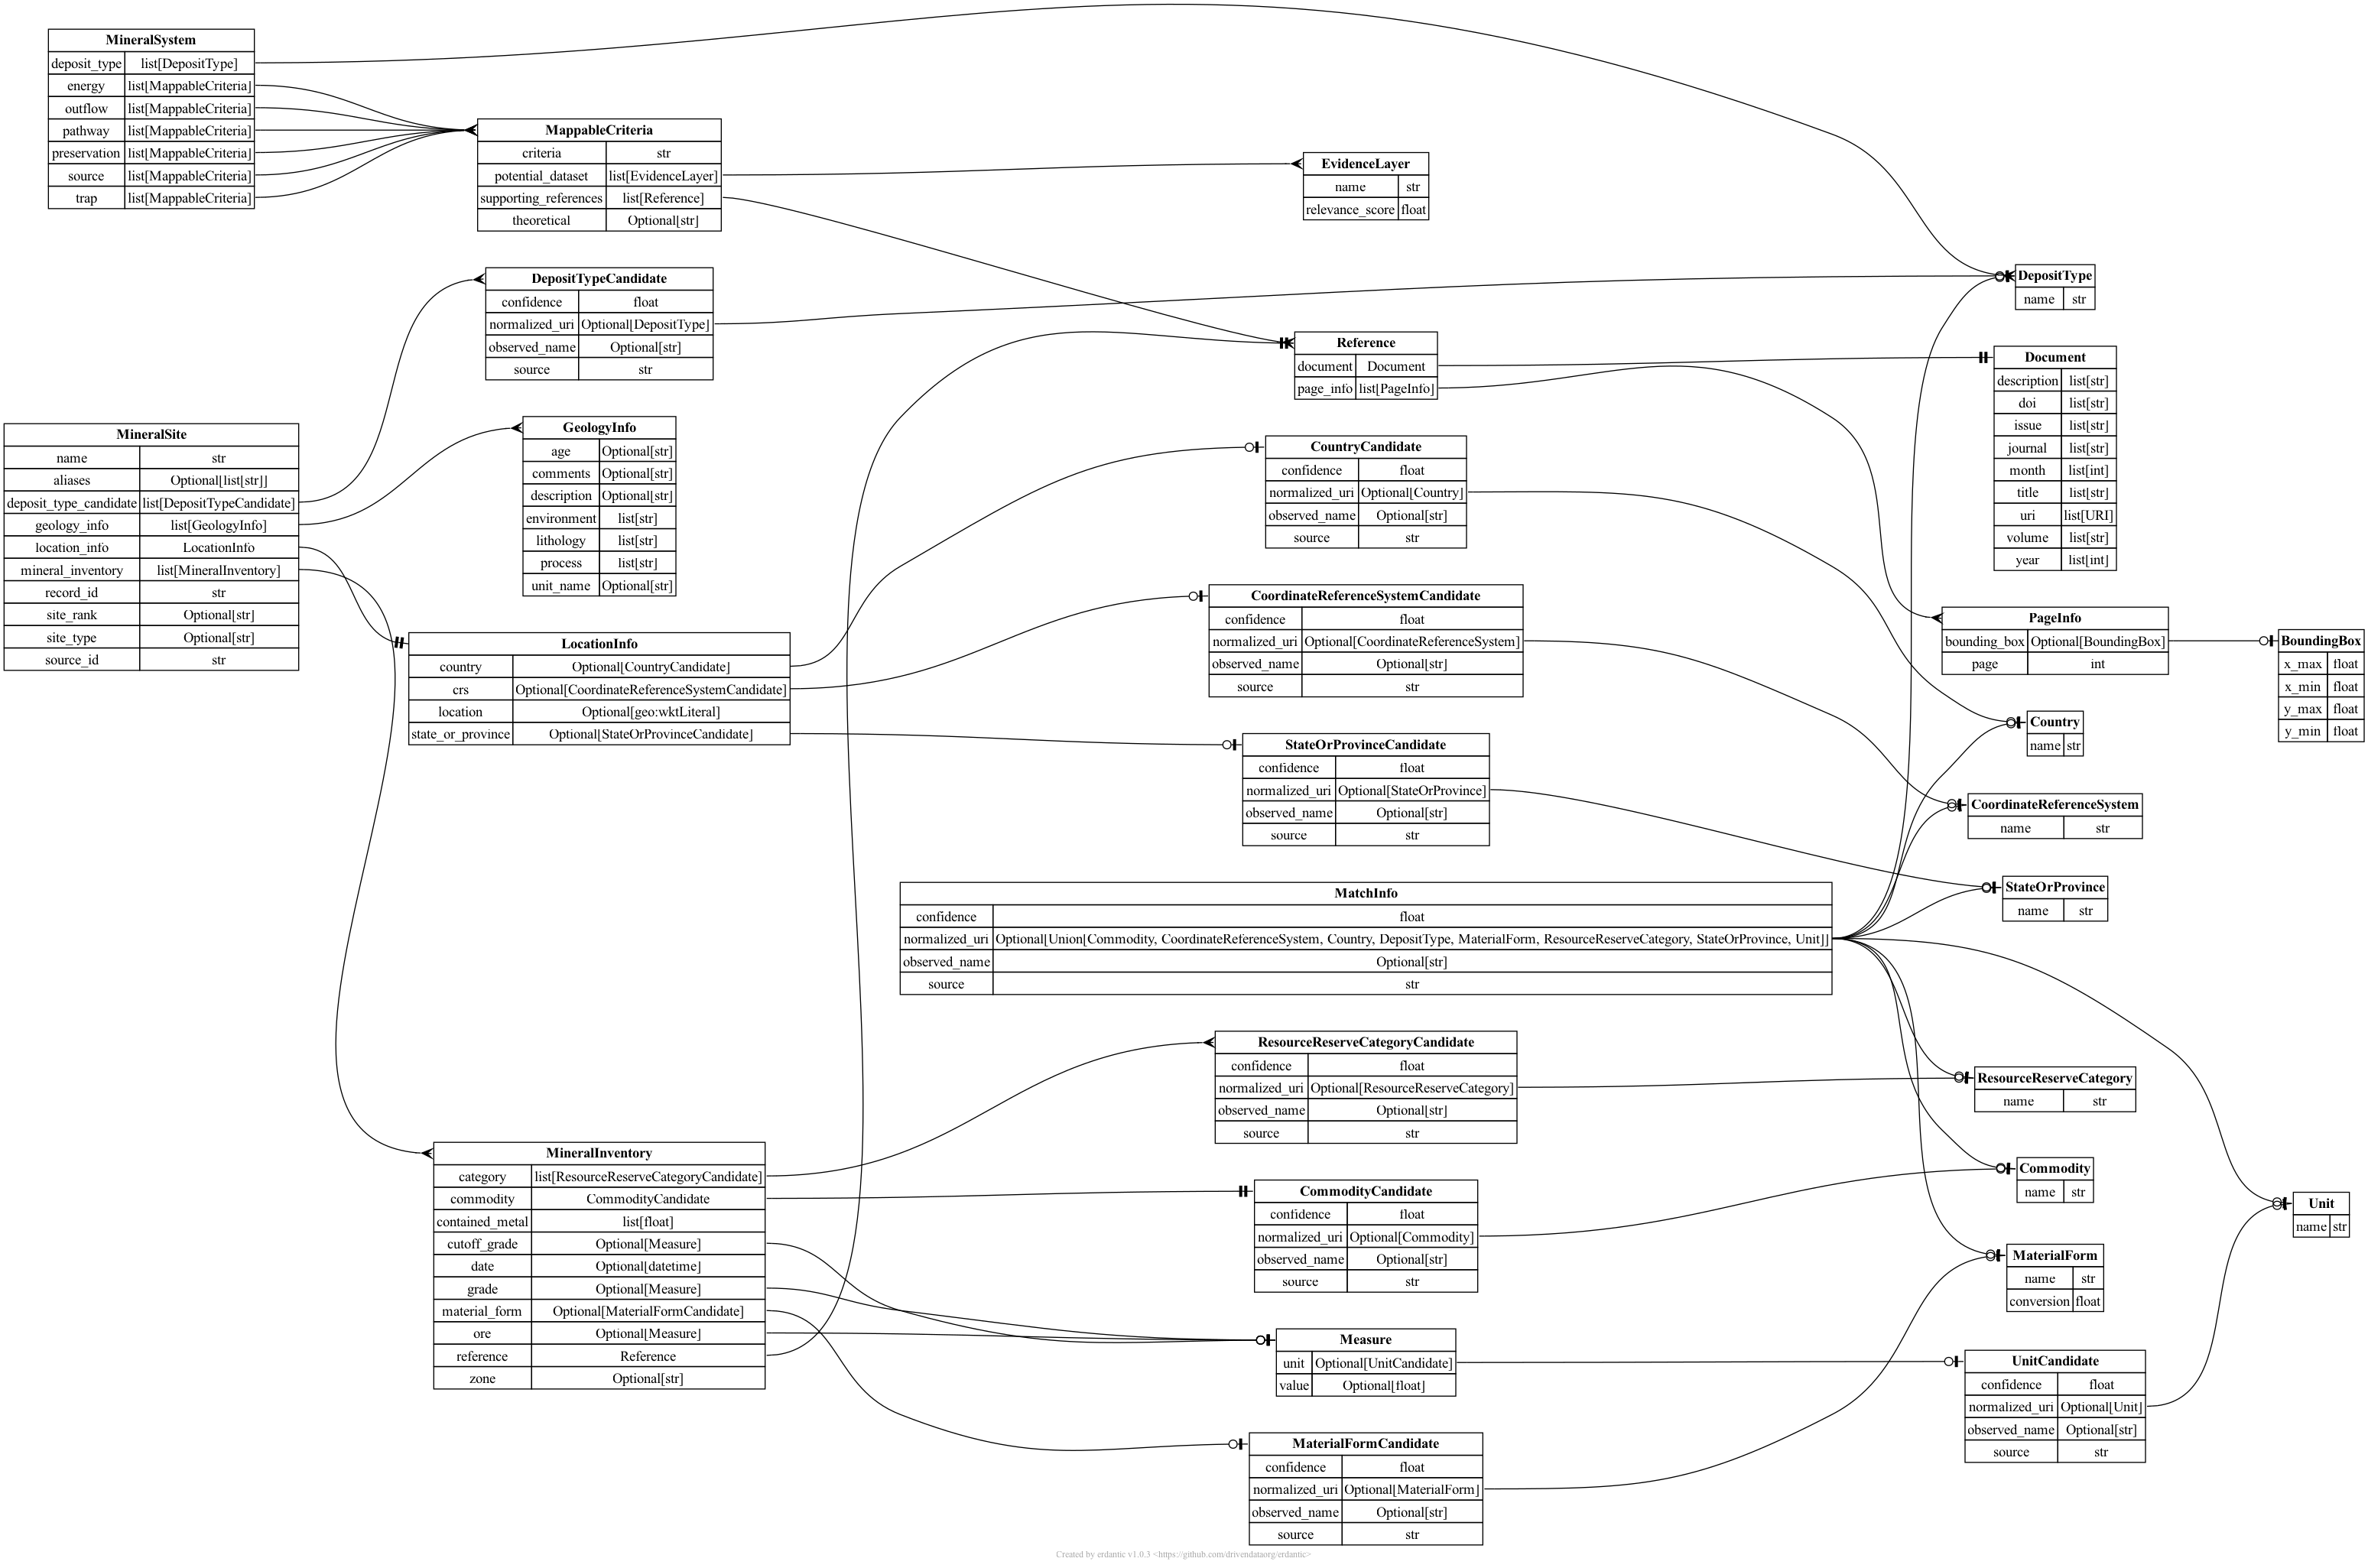 MineralSystem
deposit_type list[DepositType]
energy list[MappableCriteria]
outflow list[MappableCriteria]
pathway list[MappableCriteria]
preservation list[MappableCriteria]
source list[MappableCriteria]
trap list[MappableCriteria]
MappableCriteria
criteria str
potential_dataset list[EvidenceLayer]
supporting_references list[Reference]
theoretical Optional[str]
EvidenceLayer
name str
relevance_score float
DepositType
name str
DepositTypeCandidate
confidence float
normalized_uri Optional[DepositType]
observed_name Optional[str]
source str
Reference
document Document
page_info list[PageInfo]
Document
description list[str]
doi list[str]
issue list[str]
journal list[str]
month list[int]
title list[str]
uri list[URI]
volume list[str]
year list[int]
MineralSite
name str
aliases Optional[list[str]]
deposit_type_candidate list[DepositTypeCandidate]
geology_info list[GeologyInfo]
location_info LocationInfo
mineral_inventory list[MineralInventory]
record_id str
site_rank Optional[str]
site_type Optional[str]
source_id str
GeologyInfo
age Optional[str]
comments Optional[str]
description Optional[str]
environment list[str]
lithology list[str]
process list[str]
unit_name Optional[str]
CountryCandidate
confidence float
normalized_uri Optional[Country]
observed_name Optional[str]
source str
CoordinateReferenceSystemCandidate
confidence float
normalized_uri Optional[CoordinateReferenceSystem]
observed_name Optional[str]
source str
PageInfo
bounding_box Optional[BoundingBox]
page int
BoundingBox
x_max float
x_min float
y_max float
y_min float
LocationInfo
country Optional[CountryCandidate]
crs Optional[CoordinateReferenceSystemCandidate]
location Optional[geo:wktLiteral]
state_or_province Optional[StateOrProvinceCandidate]
Country
name str
StateOrProvinceCandidate
confidence float
normalized_uri Optional[StateOrProvince]
observed_name Optional[str]
source str
CoordinateReferenceSystem
name str
StateOrProvince
name str
MatchInfo
confidence float
normalized_uri Optional[Union[Commodity, CoordinateReferenceSystem, Country, DepositType, MaterialForm, ResourceReserveCategory, StateOrProvince, Unit]]
observed_name Optional[str]
source str
ResourceReserveCategoryCandidate
confidence float
normalized_uri Optional[ResourceReserveCategory]
observed_name Optional[str]
source str
ResourceReserveCategory
name str
MineralInventory
category list[ResourceReserveCategoryCandidate]
commodity CommodityCandidate
contained_metal list[float]
cutoff_grade Optional[Measure]
date Optional[datetime]
grade Optional[Measure]
material_form Optional[MaterialFormCandidate]
ore Optional[Measure]
reference Reference
zone Optional[str]
CommodityCandidate
confidence float
normalized_uri Optional[Commodity]
observed_name Optional[str]
source str
Commodity
name str
Unit
name str
MaterialForm
name str
conversion float
Measure
unit Optional[UnitCandidate]
value Optional[float]
UnitCandidate
confidence float
normalized_uri Optional[Unit]
observed_name Optional[str]
source str
MaterialFormCandidate
confidence float
normalized_uri Optional[MaterialForm]
observed_name Optional[str]
source str
Created by erdantic v1.0.3 <https://github.com/drivendataorg/erdantic>